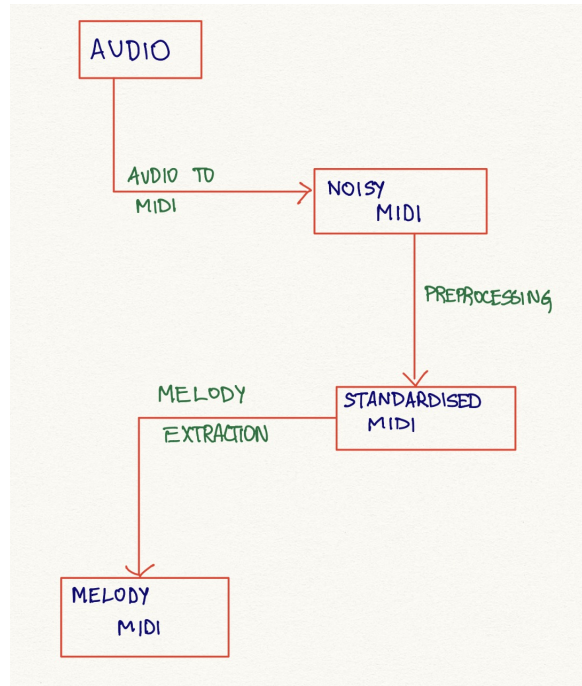 AUDIO
AUDIO TO
MIDI
NOISY
MIDI
PREPROCESSING
STANDARDISED
MIDI
MELODY
EXTRACTION
MELODY
MIDI